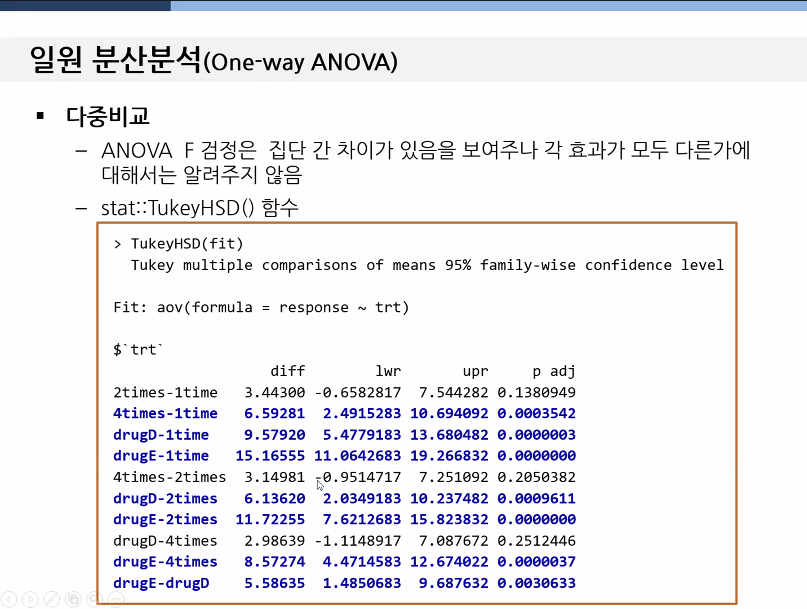 일원 분산분석(One-way ANOVA)
▪ 다중비교
– ANOVA F 검정은 집단 간 차이가 있음을 보여주나 각 효과가 모두 다른가에
대해서는 알려주지 않음
– stat::TukeyHSD() 함수
> TukeyHSD(fit)
Tukey multiple comparisons of means 95% family-wise confidence level
Fit: aov(formula = response ~ trt)
$`trt`
diff lwr upr p adj
2times-1time 3.44300 -0.6582817 7.544282 0.1380949
4times-1time 6.59281 2.4915283 10.694092 0.0003542
drugD-1time 9.57920 5.4779183 13.680482 0.0000003
drugE-1time 15.16555 11.0642683 19.266832 0.0000000
4times-2times 3.14981 -0.9514717 7.251092 0.2050382
drugD-2times 6.13620 2.0349183 10.237482 0.0009611
drugE-2times 11.72255 7.6212683 15.823832 0.0000000
drugD-4times 2.98639 -1.1148917 7.087672 0.2512446
drugE-4times 8.57274 4.4714583 12.674022 0.0000037
drugE-drugD 5.58635 1.4850683 9.687632 0.0030633